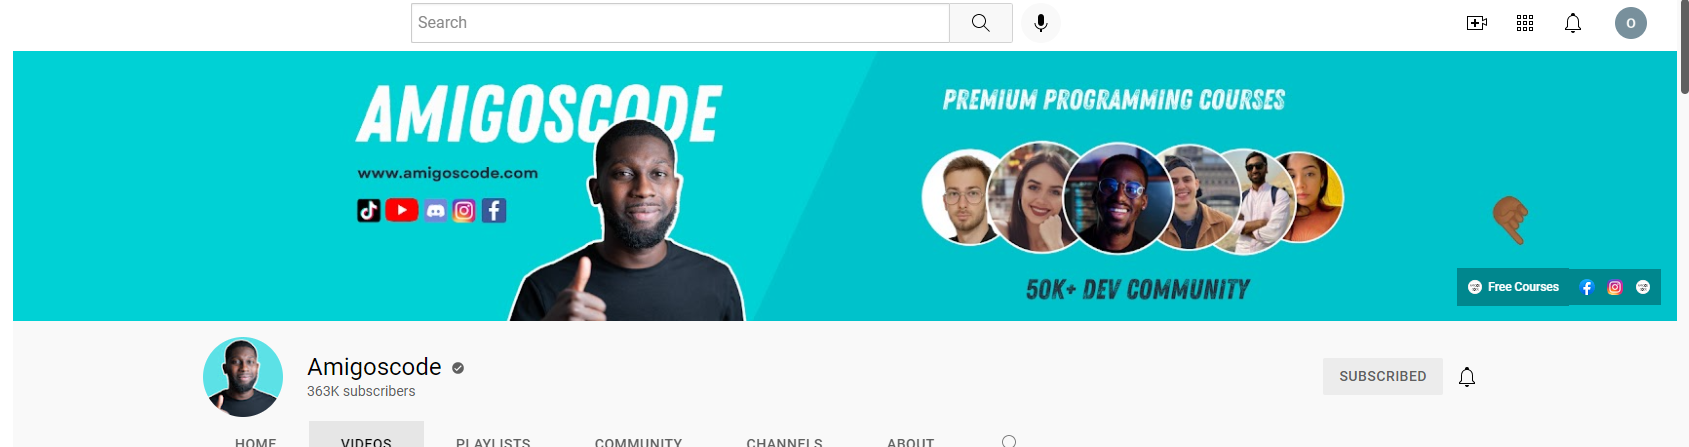 Search
O
AMIGOSCODE
PREMIUM PROGRAMMING COURSES
www.amigoscode.com
50K+ DEV COMMUNITY
Free Courses
Amigoscode
363K subscribers
SUBSCRIBED
HOME VIDEOS PLAYLISTS COMMUNITY CHANNELS ABOUT